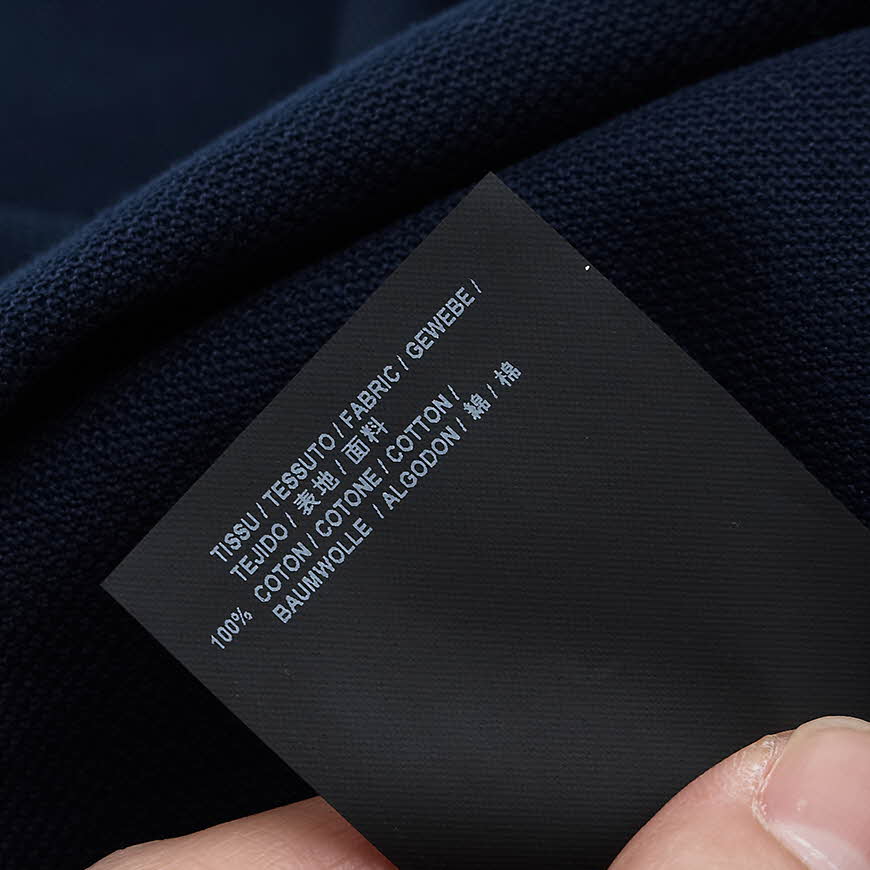 TISSU / TESSUTO / FABRIC / GEWEBE /
TEJIDO / 表地 / 面料
100% COTON / COTONE / COTTON /
BAUMWOLLE / ALGODON / 綿 / 棉